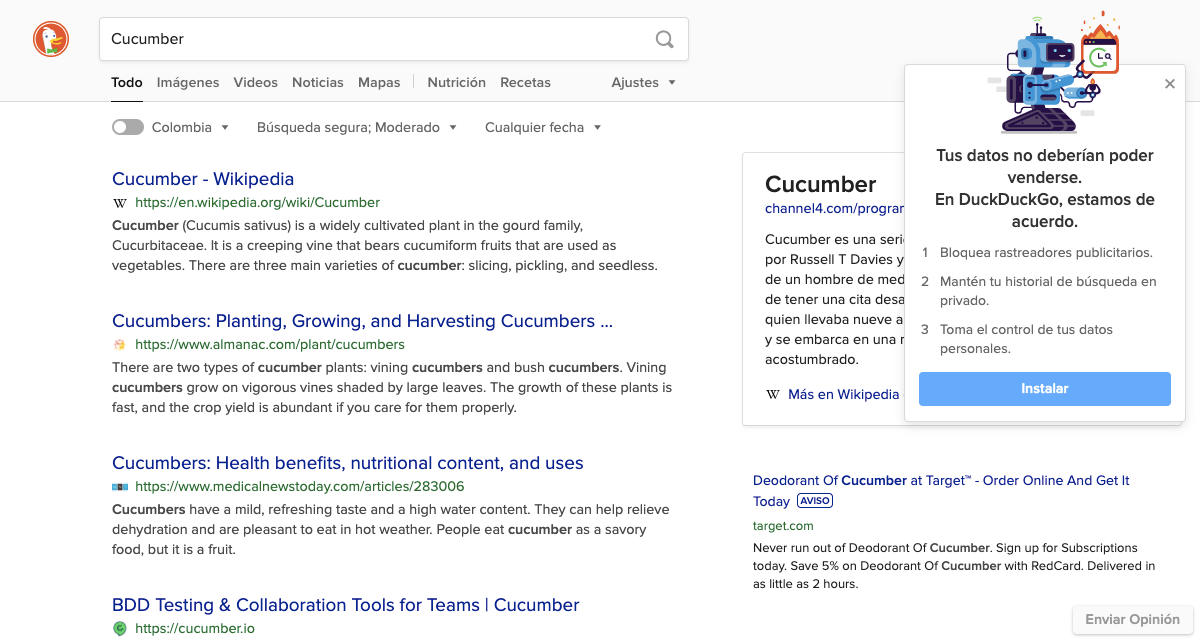 Cucumber
Todo Imágenes Videos Noticias Mapas Nutrición Recetas Ajustes
Colombia Búsqueda segura; Moderado Cualquier fecha
Cucumber - Wikipedia
W https://en.wikipedia.org/wiki/Cucumber
Cucumber (Cucumis sativus) is a widely cultivated plant in the gourd family,
Cucurbitaceae. It is a creeping vine that bears cucumiform fruits that are used as
vegetables. There are three main varieties of cucumber: slicing, pickling, and seedless.
Cucumbers: Planting, Growing, and Harvesting Cucumbers ...
https://www.almanac.com/plant/cucumbers
There are two types of cucumber plants: vining cucumbers and bush cucumbers. Vining
cucumbers grow on vigorous vines shaded by large leaves. The growth of these plants is
fast, and the crop yield is abundant if you care for them properly.
Cucumbers: Health benefits, nutritional content, and uses
https://www.medicalnewstoday.com/articles/283006
Cucumbers have a mild, refreshing taste and a high water content. They can help relieve
dehydration and are pleasant to eat in hot weather. People eat cucumber as a savory
food, but it is a fruit.
BDD Testing & Collaboration Tools for Teams | Cucumber
https://cucumber.io
Cucumber
channel4.com/progran
Cucumber es una seri
por Russell T Davies y
de un hombre de med
de tener una cita desa
quien llevaba nueve a
y se embarca en una
acostumbrado.
W Más en Wikipedia
Tus datos no deberían poder
venderse.
En DuckDuckGo, estamos de
acuerdo.
1 Bloquea rastreadores publicitarios.
2 Mantén tu historial de búsqueda en
privado.
3 Toma el control de tus datos
personales.
Instalar
Deodorant Of Cucumber at Target™ - Order Online And Get It
Today AVISO
target.com
Never run out of Deodorant Of Cucumber. Sign up for Subscriptions
today. Save 5% on Deodorant Of Cucumber with RedCard. Delivered in
as little as 2 hours.
Enviar Opinión